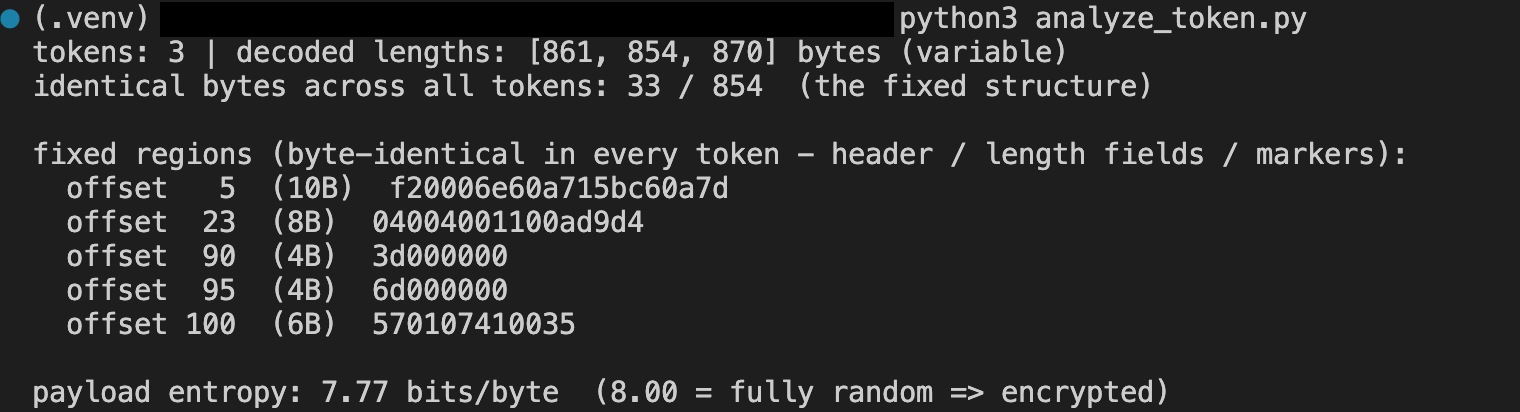 (.venv) python3 analyze_token.py
tokens: 3 | decoded lengths: [861, 854, 870] bytes (variable)
identical bytes across all tokens: 33 / 854  (the fixed structure)
fixed regions (byte-identical in every token - header / length fields / markers):
offset   5  (10B)  f20006e60a715bc60a7d
offset  23  (8B)  04004001100ad9d4
offset  90  (4B)  3d000000
offset  95  (4B)  6d000000
offset 100  (6B)  570107410035
payload entropy: 7.77 bits/byte  (8.00 = fully random => encrypted)